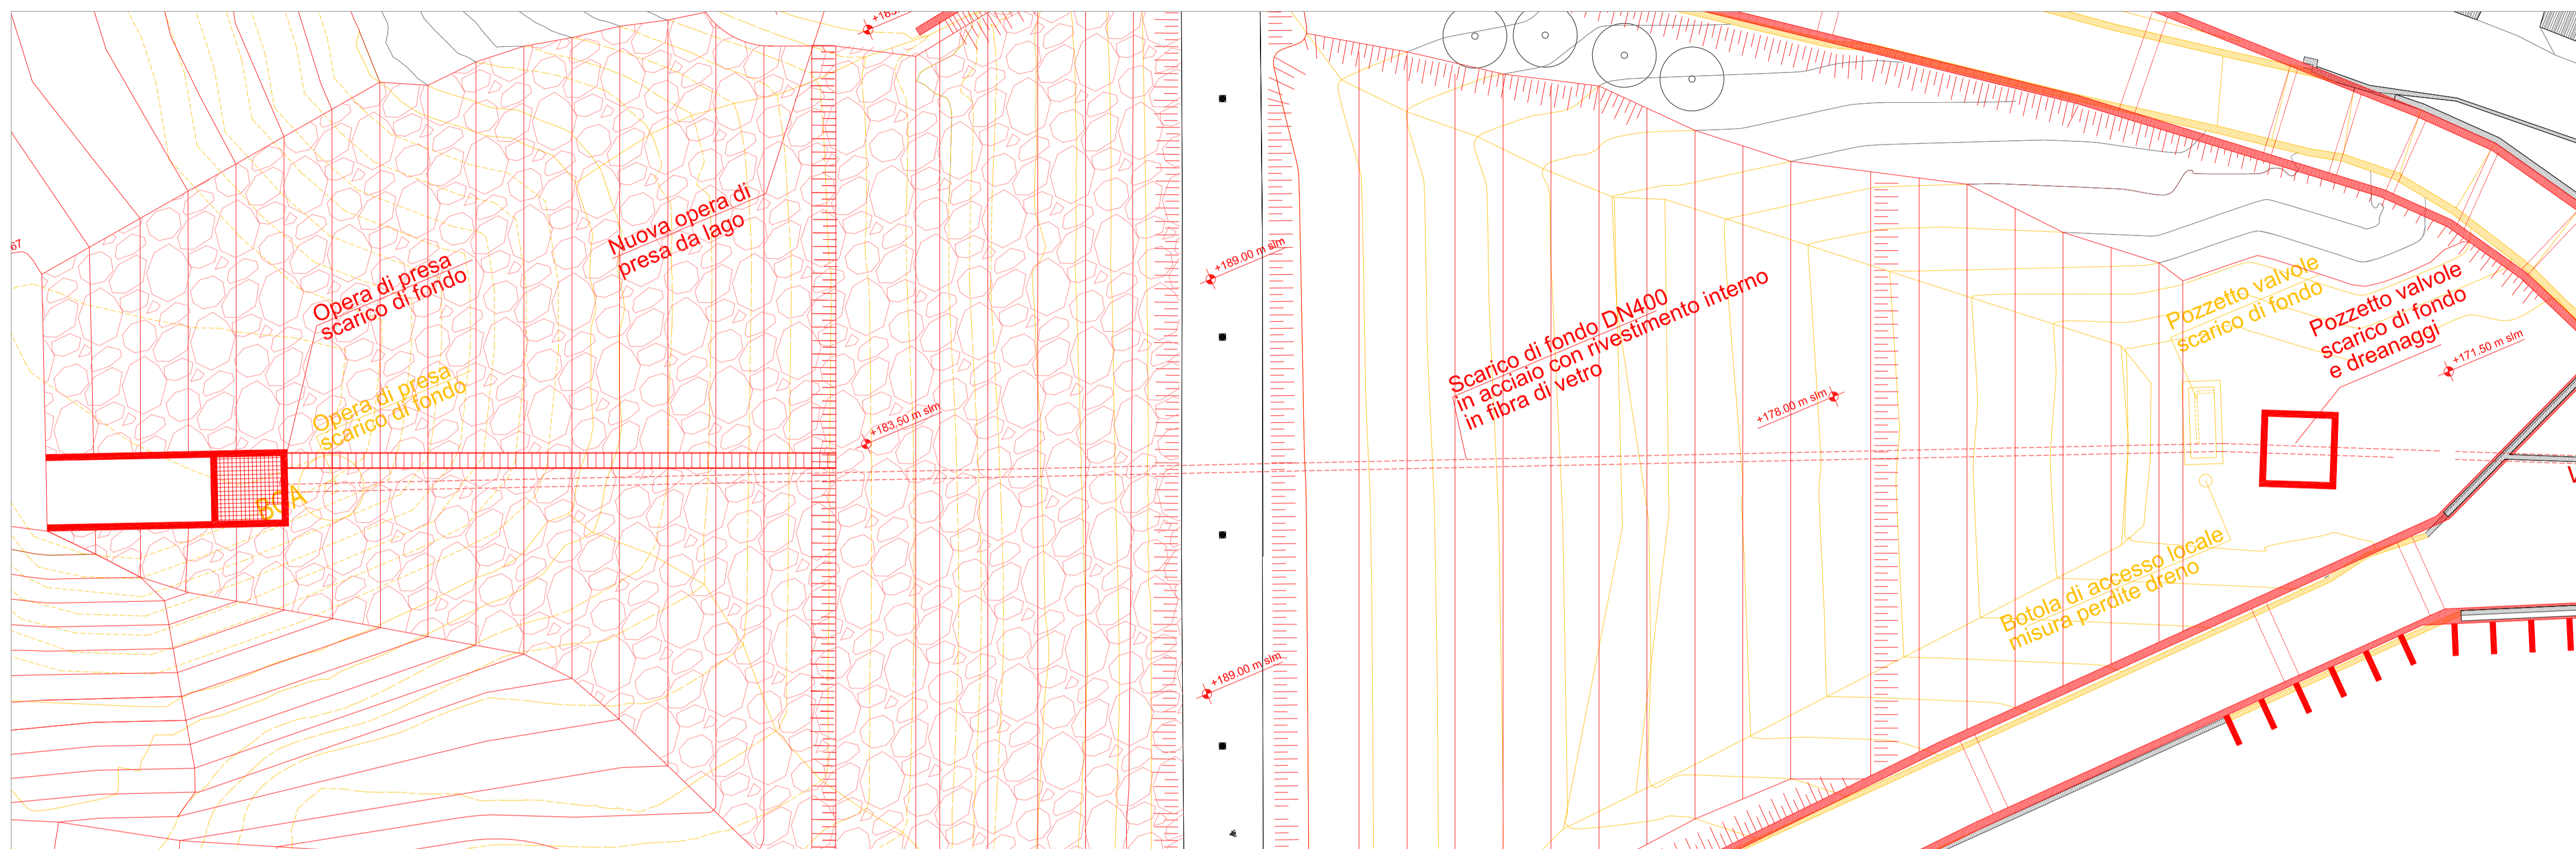 +183.
67
Nuova opera di
presa da lago
Opera di presa
scarico di fondo
Opera di presa
scarico di fondo
BOA
+183.50 m slm
+189.00 m slm
+189.00 m slm
Scarico di fondo DN400
in acciaio con rivestimento interno
in fibra di vetro
+178.00 m slm
Pozzetto valvole
scarico di fondo
Pozzetto valvole
scarico di fondo
e dreanaggi
+171.50 m slm
Botola di accesso locale
misura perdite dreno